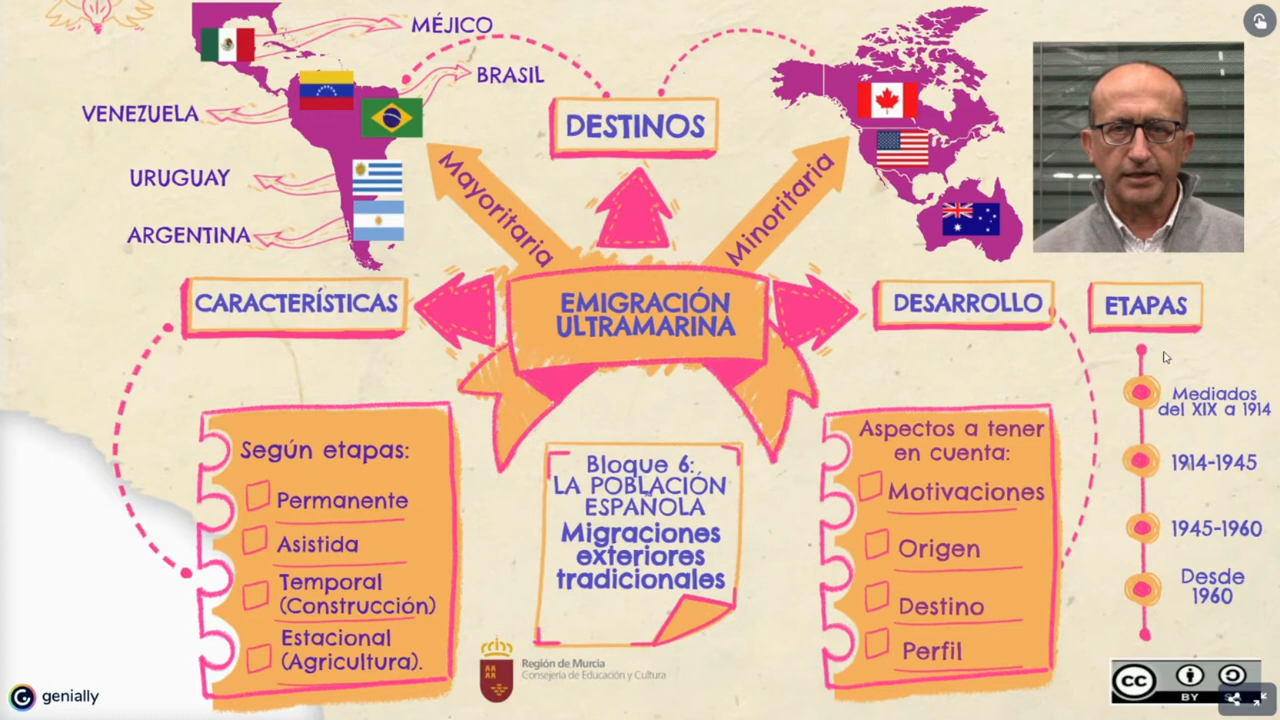 MÉJICO
BRASIL
VENEZUELA
URUGUAY
ARGENTINA
DESTINOS
Mayoritaria
Minoritaria
CARACTERÍSTICAS
EMIGRACIÓN
ULTRAMARINA
DESARROLLO
ETAPAS
Según etapas:
Permanente
Asistida
Temporal
(Construcción)
Estacional
(Agricultura).
Bloque 6:
LA POBLACIÓN
ESPAÑOLA
Migraciones
exteriores
tradicionales
Aspectos a tener
en cuenta:
Motivaciones
Origen
Destino
Perfil
Mediados
del XIX a 1914
1914-1945
1945-1960
Desde
1960
Región de Murcia
Consejería de Educación y Cultura
genially
cc
BY